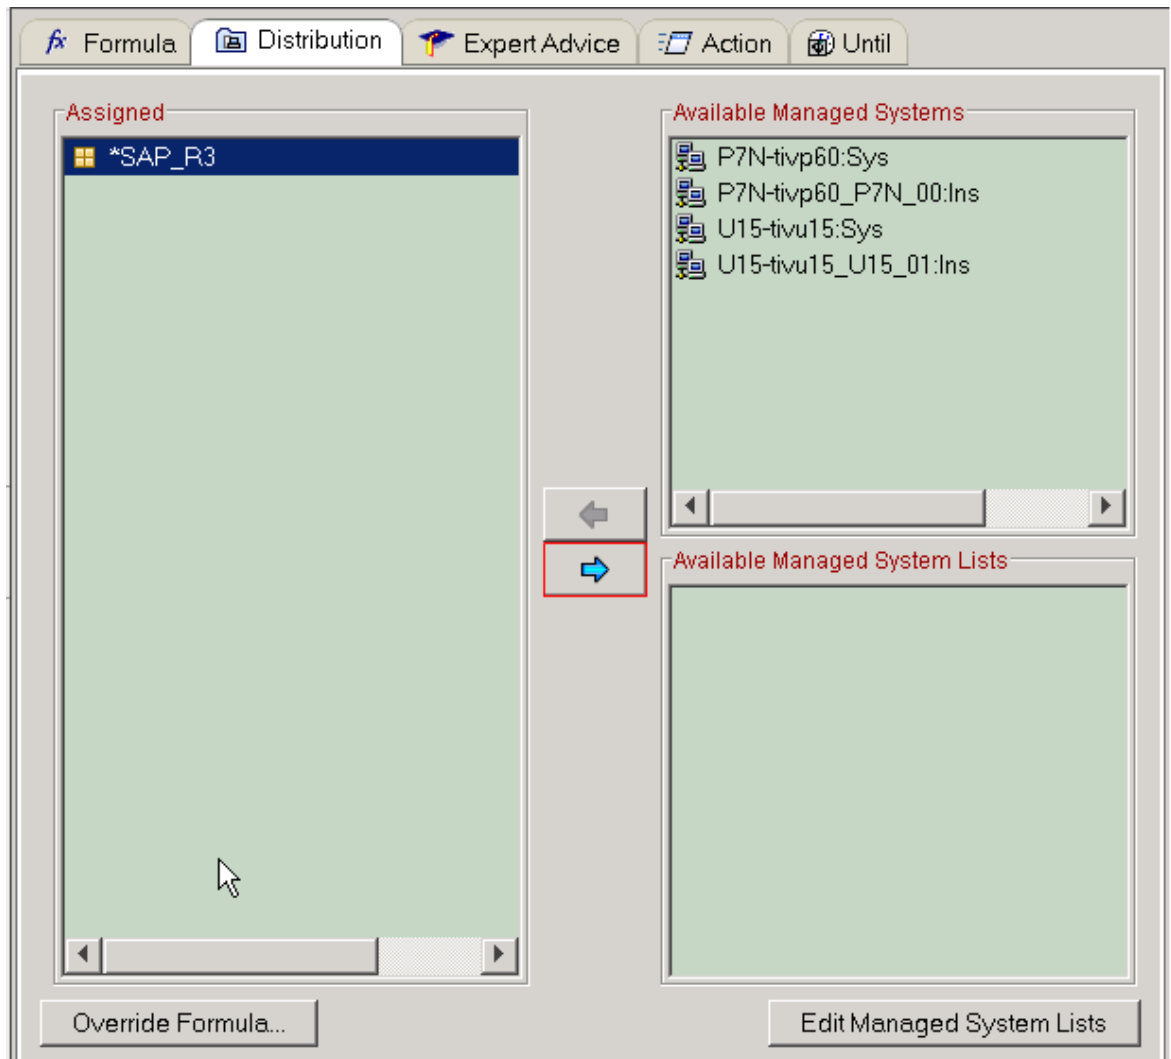 Formula Distribution Expert Advice Action Until
Assigned
*SAP_R3
Available Managed Systems
P7N-tivp60:Sys
P7N-tivp60_P7N_00:Ins
U15-tivu15:Sys
U15-tivu15_U15_01:Ins
Available Managed System Lists
Override Formula...
Edit Managed System Lists